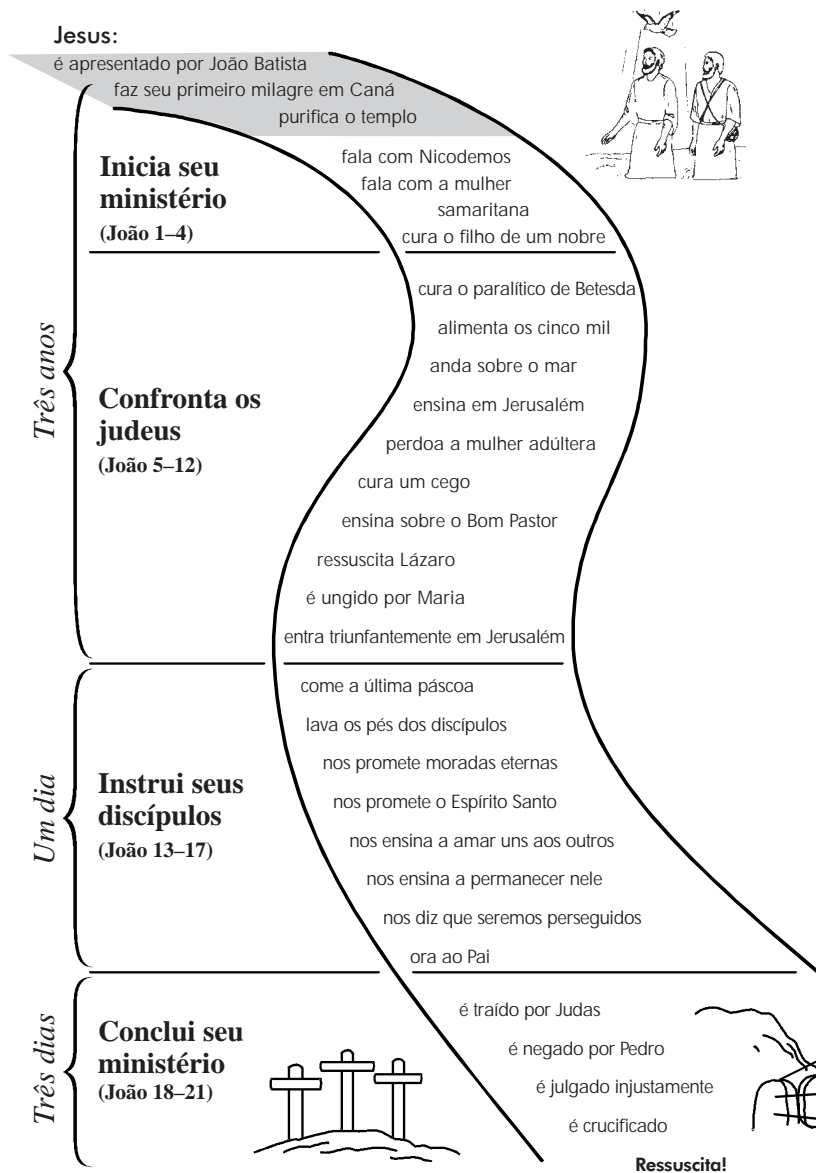 Jesus:
é apresentado por João Batista
faz seu primeiro milagre em Caná
purifica o templo
Inicia seu
ministério
(João 1–4)
fala com Nicodemos
fala com a mulher
samaritana
cura o filho de um nobre
Três anos
Confronta os
judeus
(João 5–12)
cura o paralítico de Betesda
alimenta os cinco mil
anda sobre o mar
ensina em Jerusalém
perdoa a mulher adúltera
cura um cego
ensina sobre o Bom Pastor
ressuscita Lázaro
é ungido por Maria
entra triunfantemente em Jerusalém
Um dia
Instrui seus
discípulos
(João 13–17)
come a última páscoa
lava os pés dos discípulos
nos promete moradas eternas
nos promete o Espírito Santo
nos ensina a amar uns aos outros
nos ensina a permanecer nele
nos diz que seremos perseguidos
ora ao Pai
Três dias
Conclui seu
ministério
(João 18–21)
é traído por Judas
é negado por Pedro
é julgado injustamente
é crucificado
Ressuscita!